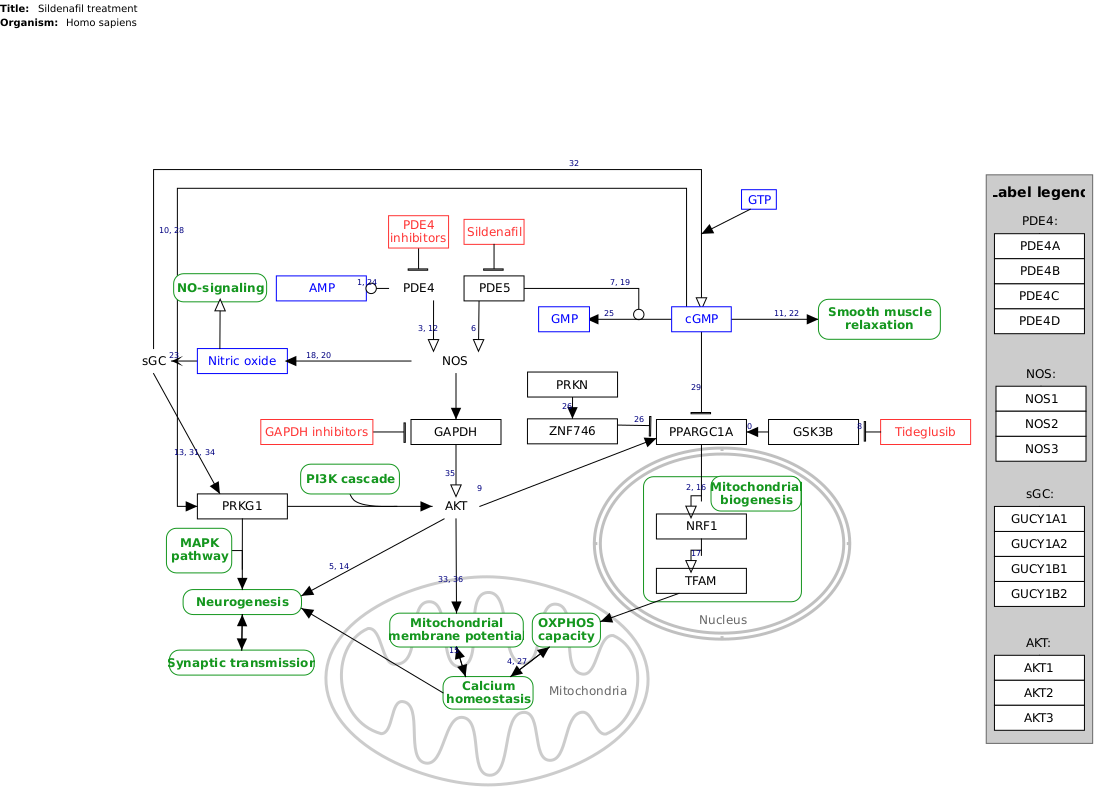 Title: Sildenafil treatment
Organism: Homo sapiens
32
GTP
10, 28
PDE4
inhibitors
Sildenafil
NO-signaling
AMP
1, 24
PDE4
PDE5
7, 19
GMP
25
cGMP
11, 22
Smooth muscle
relaxation
3, 12
6
sGC
23
Nitric oxide
18, 20
NOS
PRKN
29
26
GAPDH inhibitors
GAPDH
ZNF746
26
PPARGC1A
GSK3B
8
Tideglusib
13, 31, 34
35
9
PI3K cascade
PRKG1
AKT
2, 16
Mitochondrial
biogenesis
NRF1
17
TFAM
MAPK
pathway
5, 14
33, 36
Neurogenesis
Mitochondrial
membrane potential
OXPHOS
capacity
Nucleus
Synaptic transmission
4, 27
Calcium
homeostasis
Mitochondria
Label legend
PDE4:
PDE4A
PDE4B
PDE4C
PDE4D
NOS:
NOS1
NOS2
NOS3
sGC:
GUCY1A1
GUCY1A2
GUCY1B1
GUCY1B2
AKT:
AKT1
AKT2
AKT3